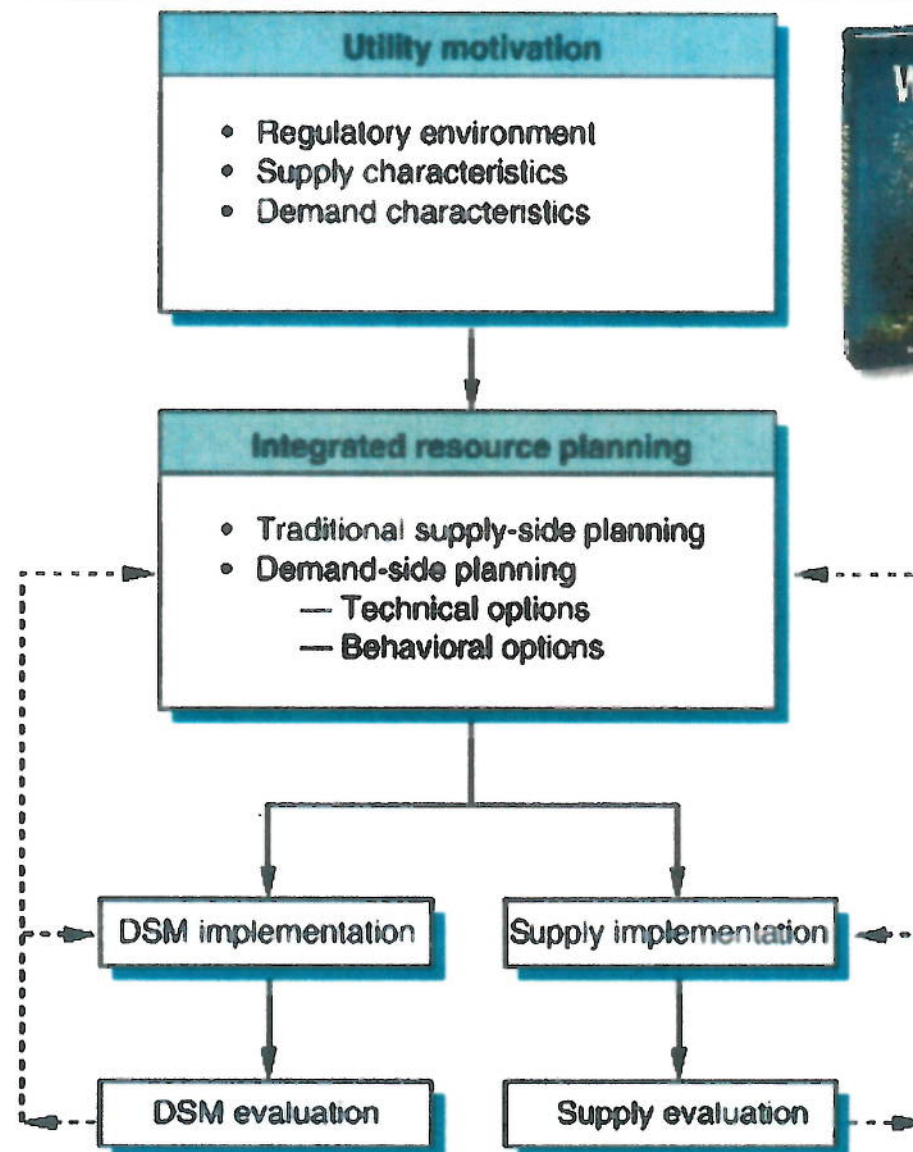 Utility motivation
• Regulatory environment
• Supply characteristics
• Demand characteristics
Integrated resource planning
• Traditional supply-side planning
• Demand-side planning
— Technical options
— Behavioral options
DSM implementation
Supply implementation
DSM evaluation
Supply evaluation